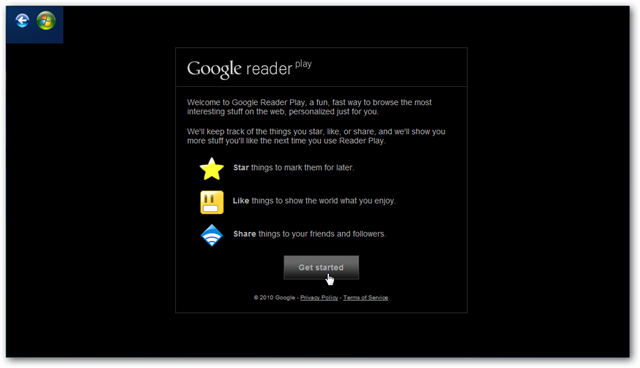 Google reader play
Welcome to Google Reader Play, a fun, fast way to browse the most
interesting stuff on the web, personalized just for you.
We'll keep track of the things you star, like, or share, and we'll show you
more stuff you'll like the next time you use Reader Play.
Star things to mark them for later.
Like things to show the world what you enjoy.
Share things to your friends and followers.
Get started
© 2010 Google - Privacy Policy - Terms of Service